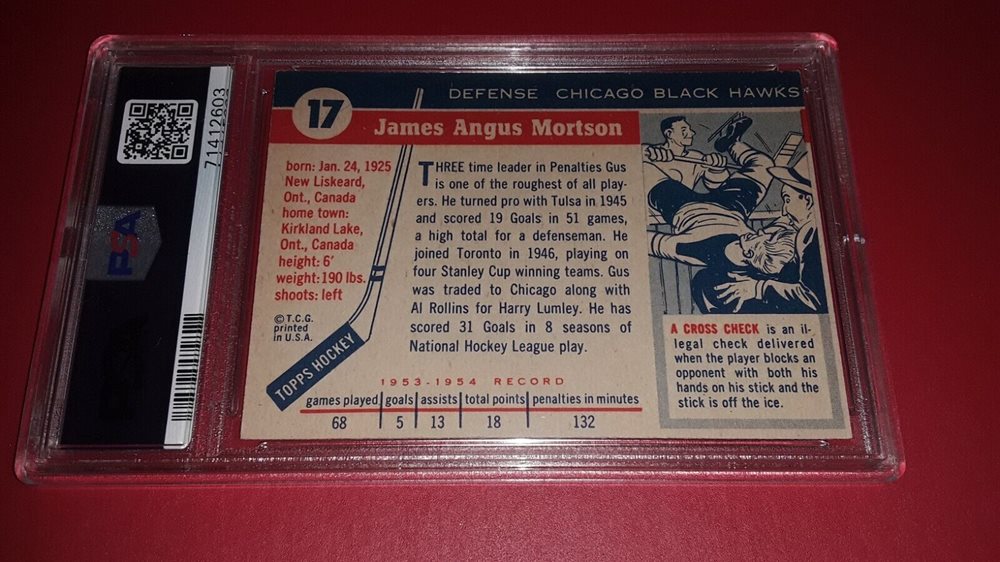 71412603
PSA
17
DEFENSE CHICAGO BLACK HAWKS
James Angus Mortson
born: Jan. 24, 1925
New Liskeard,
Ont., Canada
home town:
Kirkland Lake,
Ont., Canada
height: 6'
weight: 190 lbs.
shoots: left
© T.C.G.
printed
in U.S.A.
TOPPS HOCKEY
THREE time leader in Penalties Gus
is one of the roughest of all play-
ers. He turned pro with Tulsa in 1945
and scored 19 Goals in 51 games,
a high total for a defenseman. He
joined Toronto in 1946, playing on
four Stanley Cup winning teams. Gus
was traded to Chicago along with
Al Rollins for Harry Lumley. He has
scored 31 Goals in 8 seasons of
National Hockey League play.
A CROSS CHECK is an il-
legal check delivered
when the player blocks an
opponent with both his
hands on his stick and the
stick is off the ice.
1953-1954 RECORD
games played goals assists total points penalties in minutes
68 5 13 18 132